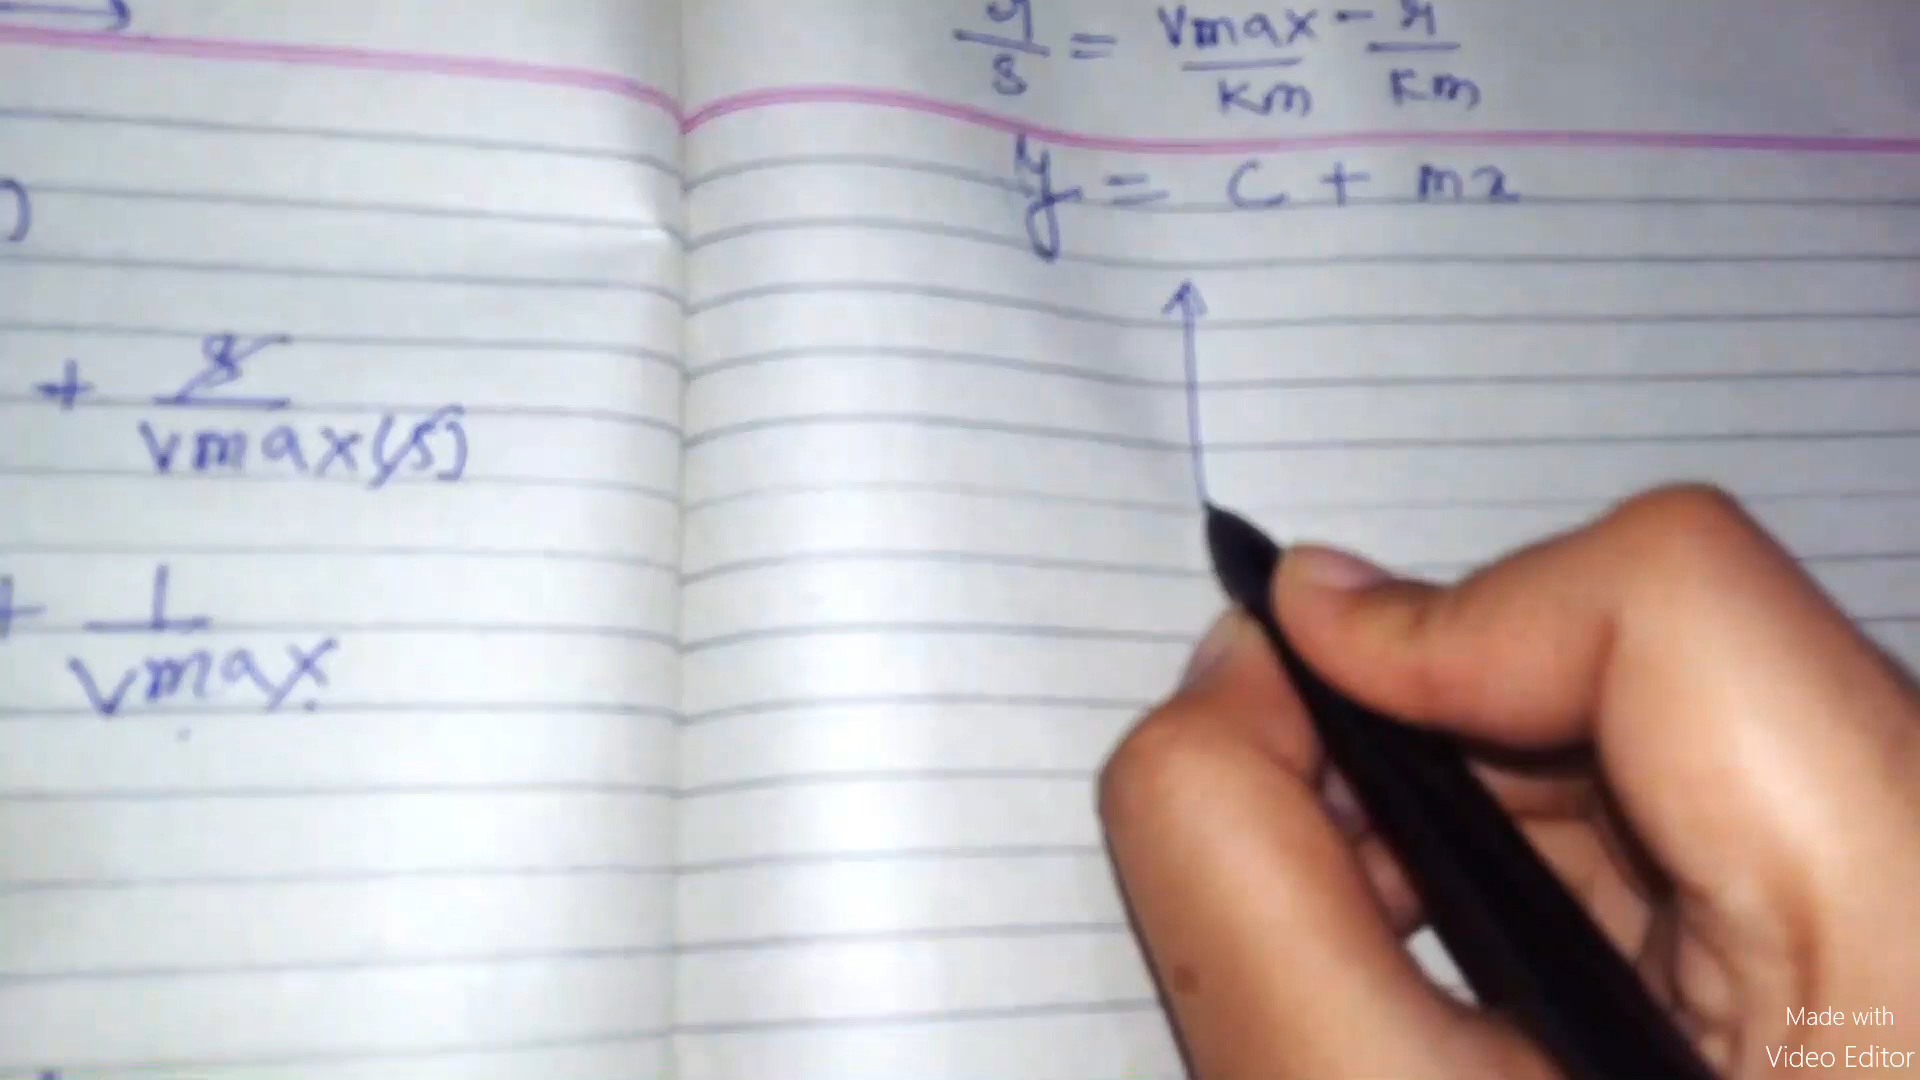 + s / Vmax(s)
+ 1 / Vmax
r/s = Vmax/Km - r/Km
y = c + mx
Made with
Video Editor